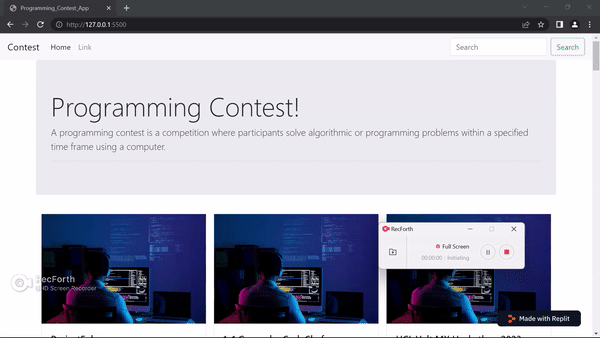 Programming_Contest_App
http://127.0.0.1:5500
Contest Home Link Search Search
Programming Contest!
A programming contest is a competition where participants solve algorithmic or programming problems within a specified
time frame using a computer.
RecForth
Full Screen
00:00:00 | Initiating
RecForth
HD Screen Recorder
Made with Replit